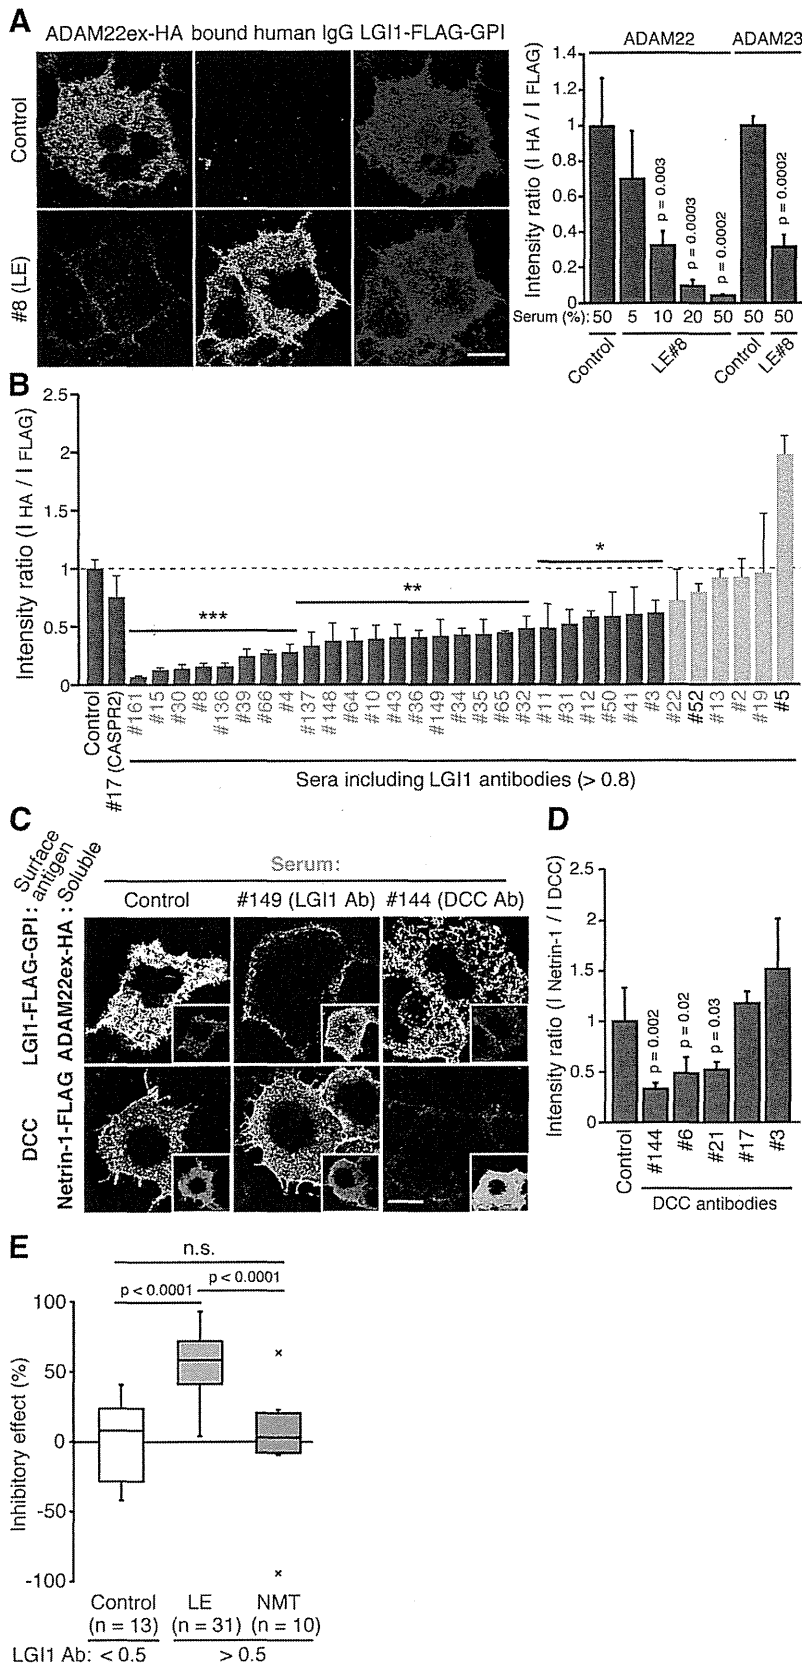 A
ADAM22ex-HA bound human IgG LGI1-FLAG-GPI
Control
#8 (LE)
Intensity ratio (I HA / I FLAG)
ADAM22 ADAM23
1.4
1.2
1
0.8
0.6
0.4
0.2
0
p = 0.003
p = 0.0003
p = 0.0002
p = 0.0002
Serum (%): 50 5 10 20 50 50 50
Control LE#8 Control LE#8
B
Intensity ratio (I HA / I FLAG)
2.5
2
1.5
1
0.5
0
*** ** *
Control #17 (CASPR2) #161 #15 #30 #8 #136 #39 #66 #4 #137 #148 #64 #10 #43 #36 #149 #34 #35 #65 #32 #11 #31 #12 #50 #41 #3 #22 #52 #13 #2 #19 #5
Sera including LGI1 antibodies (> 0.8)
C
Surface antigen : Soluble
Serum:
Control #149 (LGI1 Ab) #144 (DCC Ab)
LGI1-FLAG-GPI
ADAM22ex-HA
DCC
Netrin-1-FLAG
D
Intensity ratio (I Netrin-1 / I DCC)
2.5
2
1.5
1
0.5
0
p = 0.002
p = 0.02
p = 0.03
Control #144 #6 #21 #17 #3
DCC antibodies
E
n.s.
p < 0.0001 p < 0.0001
Inhibitory effect (%)
100
50
0
-50
-100
Control LE NMT
(n = 13) (n = 31) (n = 10)
LGI1 Ab: < 0.5 > 0.5